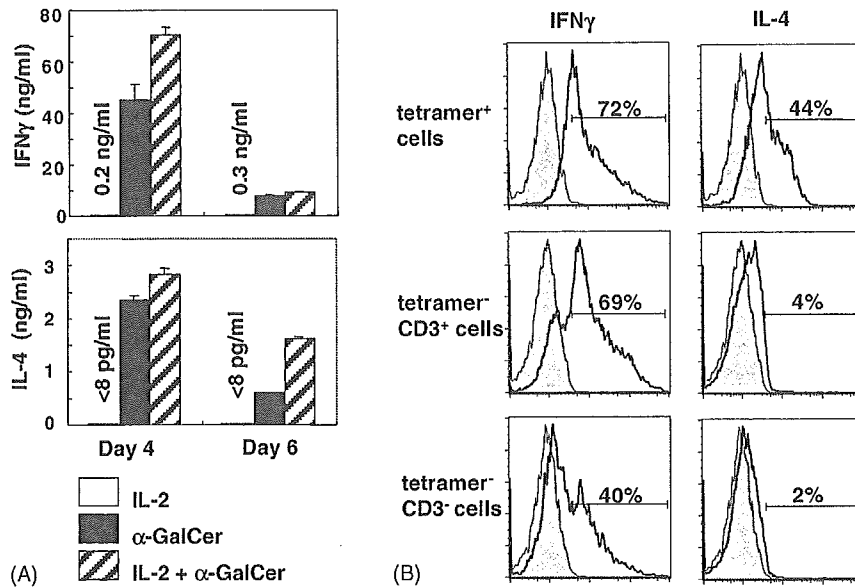 IFNγ (ng/ml)
80
60
40
20
0
0.2 ng/ml
0.3 ng/ml
IL-4 (ng/ml)
3
2
1
0
<8 pg/ml
<8 pg/ml
Day 4
Day 6
IL-2
α-GalCer
IL-2 + α-GalCer
(A)
IFNγ
IL-4
tetramer⁺
cells
72%
44%
tetramer⁻
CD3⁺ cells
69%
4%
tetramer⁻
CD3⁻ cells
40%
2%
(B)